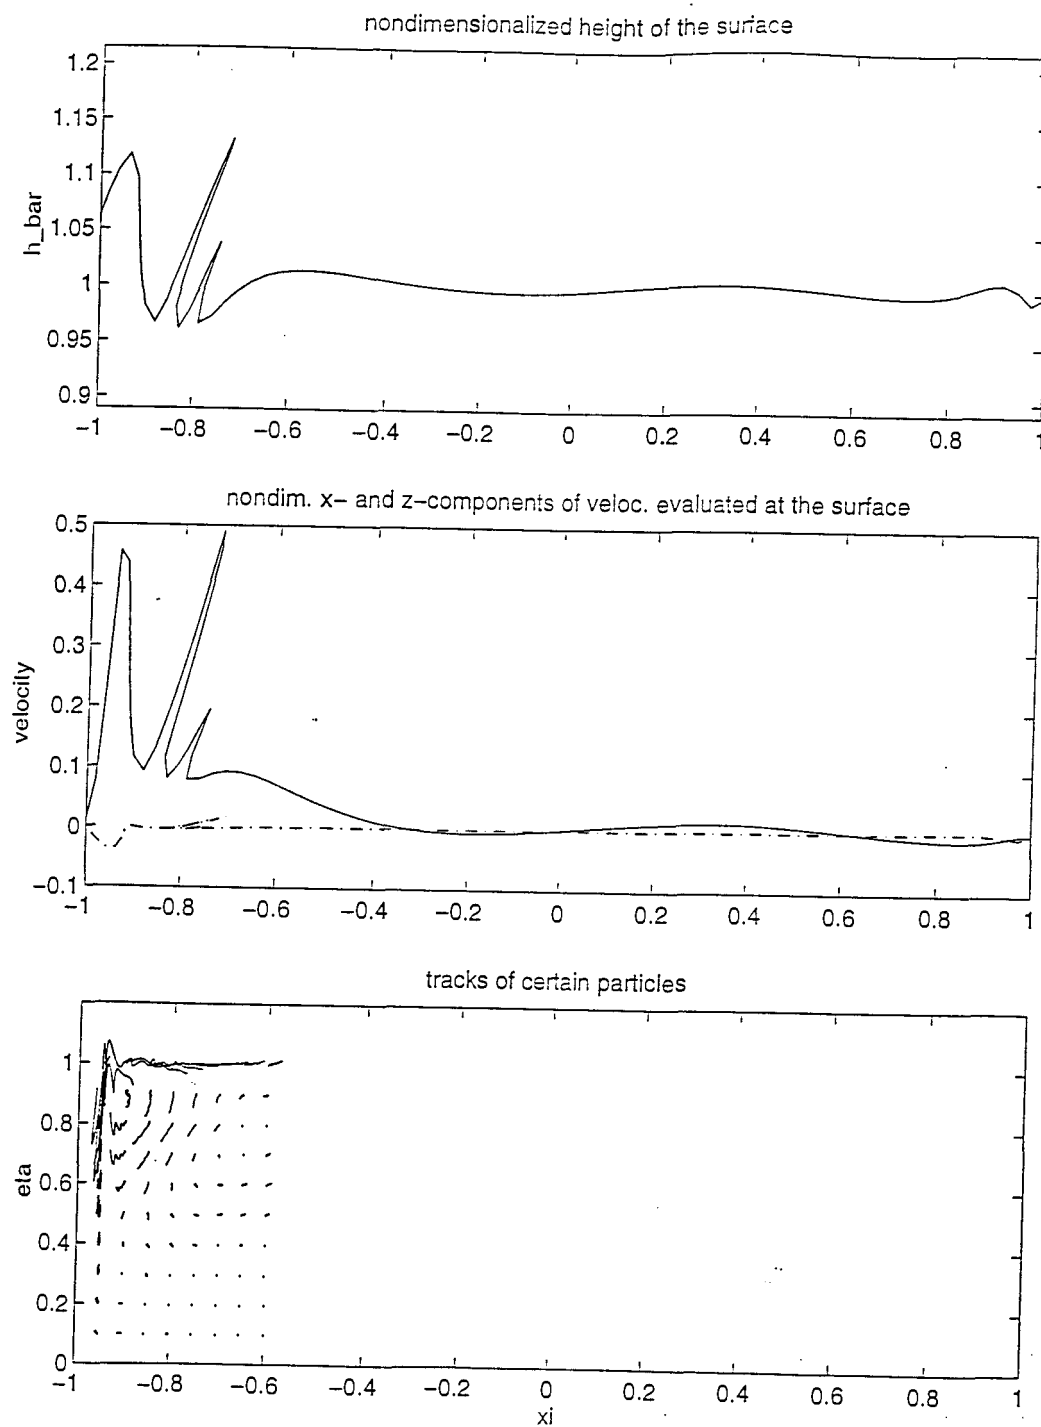 nondimensionalized height of the surface
1.2
1.15
1.1
1.05
1
0.95
0.9
h_bar
-1 -0.8 -0.6 -0.4 -0.2 0 0.2 0.4 0.6 0.8 1
nondim. x- and z-components of veloc. evaluated at the surface
0.5
0.4
0.3
0.2
0.1
0
-0.1
velocity
-1 -0.8 -0.6 -0.4 -0.2 0 0.2 0.4 0.6 0.8 1
tracks of certain particles
1
0.8
0.6
0.4
0.2
0
eta
-1 -0.8 -0.6 -0.4 -0.2 0 0.2 0.4 0.6 0.8 1
xi